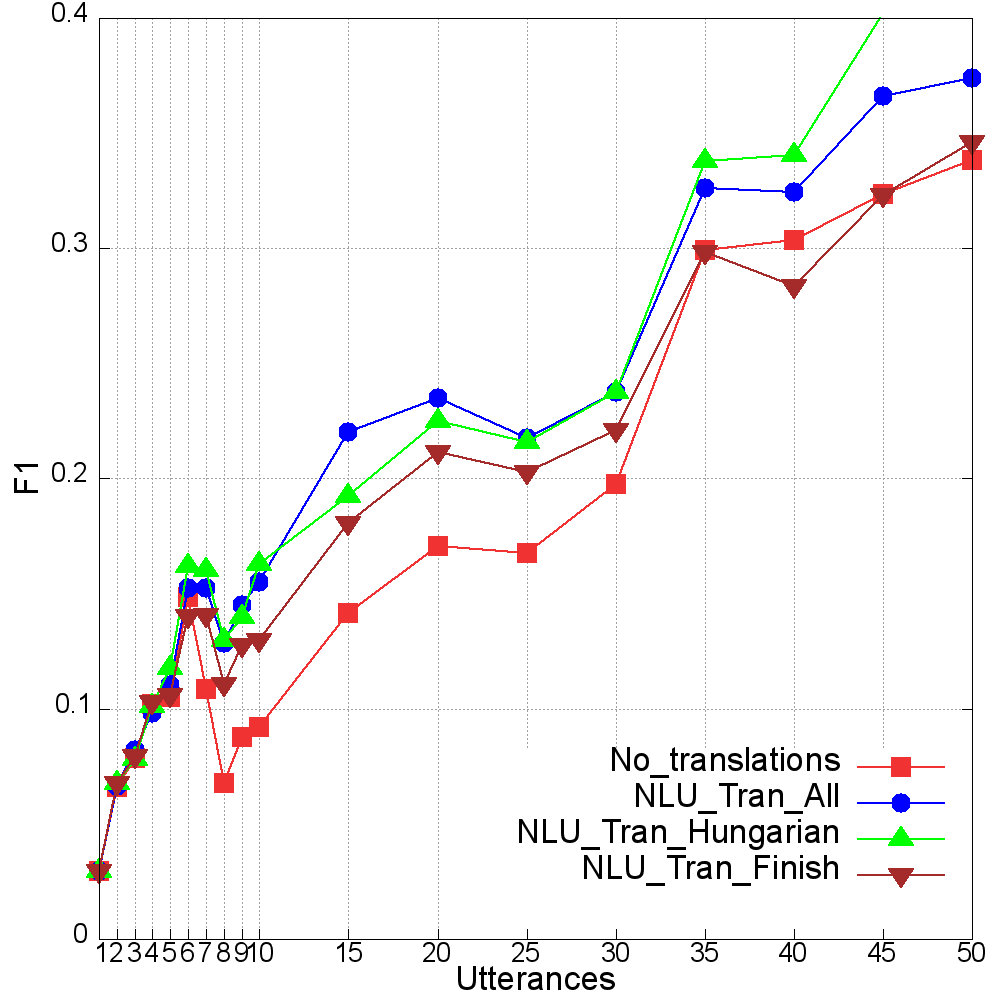 0.4
0.3
0.2
0.1
0
F1
1 2 3 4 5 6 7 8 9 10 15 20 25 30 35 40 45 50
Utterances
No_translations
NLU_Tran_All
NLU_Tran_Hungarian
NLU_Tran_Finish